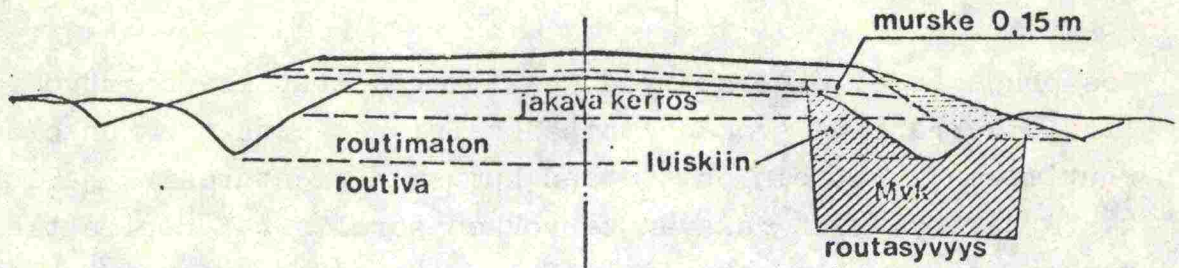 murske 0,15 m
jakava kerros
routimaton
luiskiin
routiva
Mvk
routasyvyys